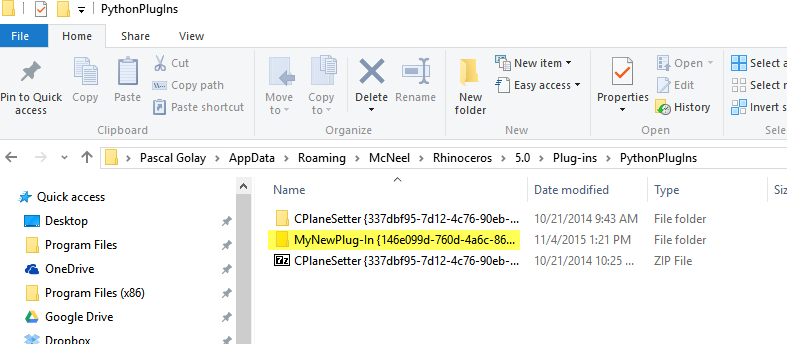 PythonPlugIns
File Home Share View
Pin to Quick access
Copy
Paste
Cut
Copy path
Paste shortcut
Move to
Copy to
Delete
Rename
New folder
New item
Easy access
Properties
Open
Edit
History
Select a
Select n
Invert s
Clipboard Organize New Open Sele
Pascal Golay AppData Roaming McNeel Rhinoceros 5.0 Plug-ins PythonPlugIns
Quick access
Desktop
Program Files
OneDrive
Program Files (x86)
Google Drive
Dropbox
Name Date modified Type Siz
CPlaneSetter {337dbf95-7d12-4c76-90eb-... 10/21/2014 9:43 AM File folder
MyNewPlug-In {146e099d-760d-4a6c-86... 11/4/2015 1:21 PM File folder
7z CPlaneSetter {337dbf95-7d12-4c76-90eb-... 10/21/2014 10:25 ... ZIP File